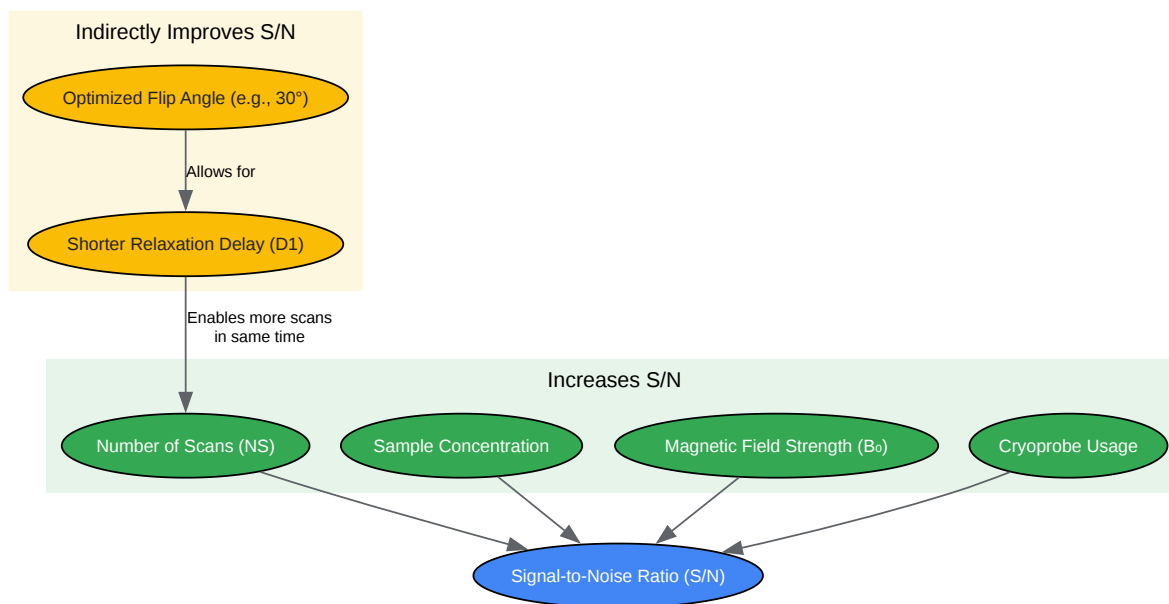 Indirectly Improves S/N
Optimized Flip Angle (e.g., 30°)
Allows for
Shorter Relaxation Delay (D1)
Enables more scans
in same time
Increases S/N
Number of Scans (NS)
Sample Concentration
Magnetic Field Strength (B₀)
Cryoprobe Usage
Signal-to-Noise Ratio (S/N)